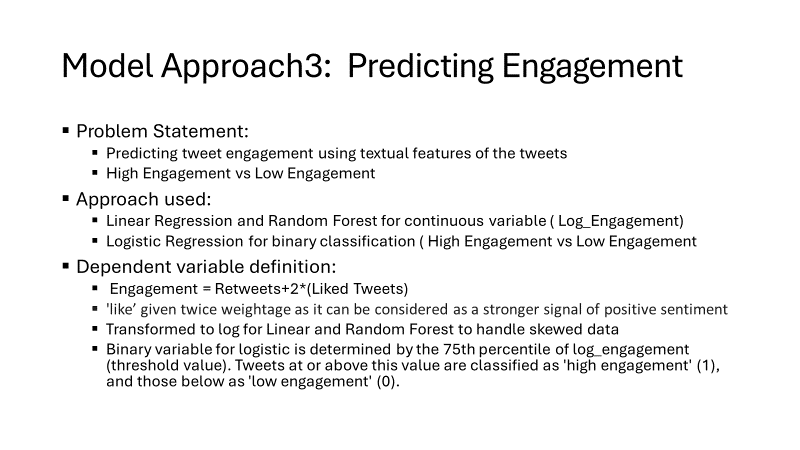 Model Approach3:  Predicting Engagement
▪ Problem Statement:
▪ Predicting tweet engagement using textual features of the tweets
▪ High Engagement vs Low Engagement
▪ Approach used:
▪ Linear Regression and Random Forest for continuous variable ( Log_Engagement)
▪ Logistic Regression for binary classification ( High Engagement vs Low Engagement
▪ Dependent variable definition:
▪ Engagement = Retweets+2*(Liked Tweets)
▪ 'like’ given twice weightage as it can be considered as a stronger signal of positive sentiment
▪ Transformed to log for Linear and Random Forest to handle skewed data
▪ Binary variable for logistic is determined by the 75th percentile of log_engagement
(threshold value). Tweets at or above this value are classified as 'high engagement' (1),
and those below as 'low engagement' (0).